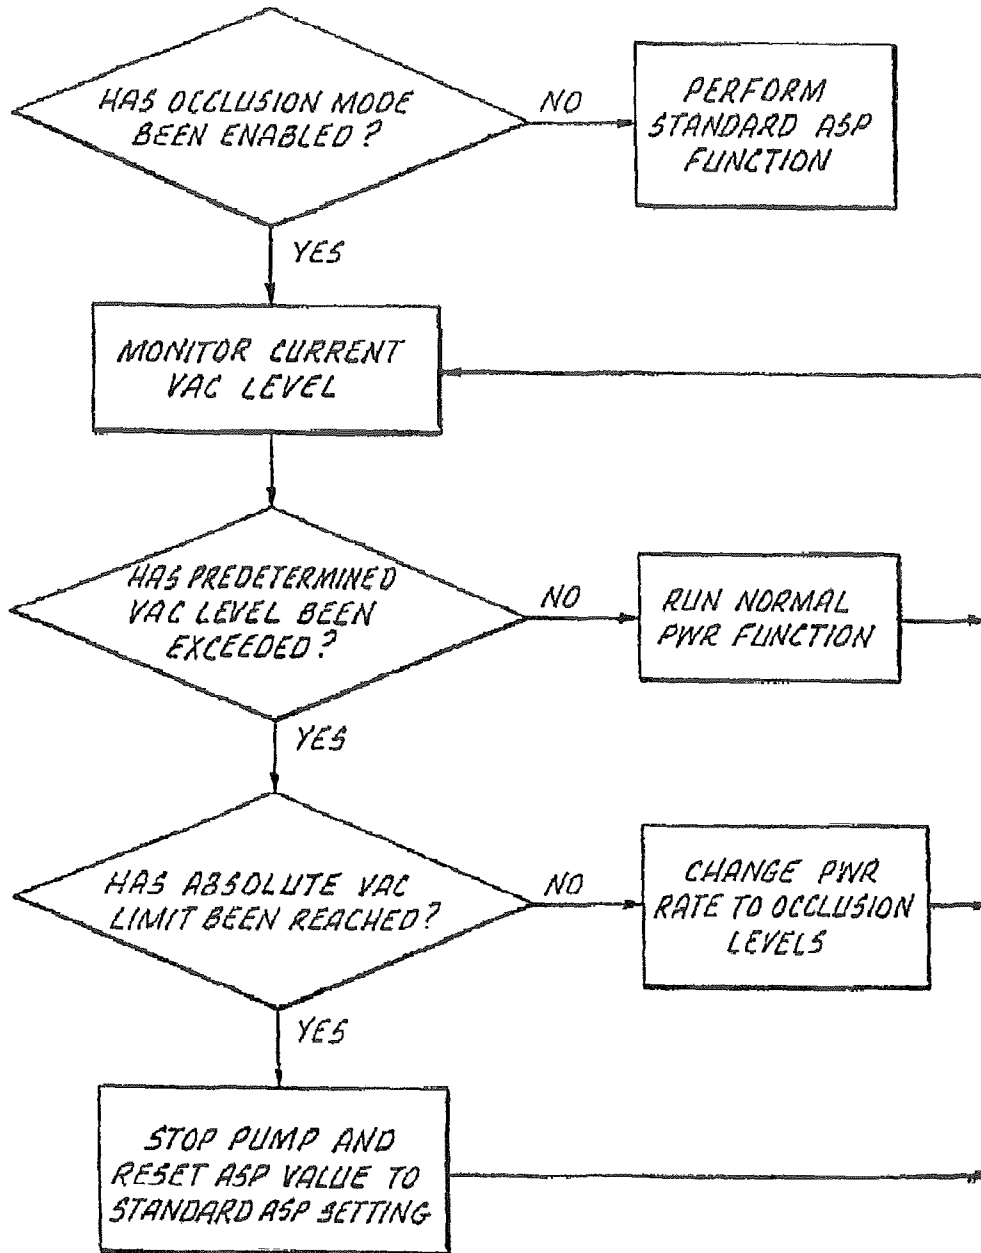 HAS OCCLUSION MODE
BEEN ENABLED?
NO
PERFORM
STANDARD ASP
FUNCTION
YES
MONITOR CURRENT
VAC LEVEL
HAS PREDETERMINED
VAC LEVEL BEEN
EXCEEDED?
NO
RUN NORMAL
PWR FUNCTION
YES
HAS ABSOLUTE VAC
LIMIT BEEN REACHED?
NO
CHANGE PWR
RATE TO OCCLUSION
LEVELS
YES
STOP PUMP AND
RESET ASP VALUE TO
STANDARD ASP SETTING